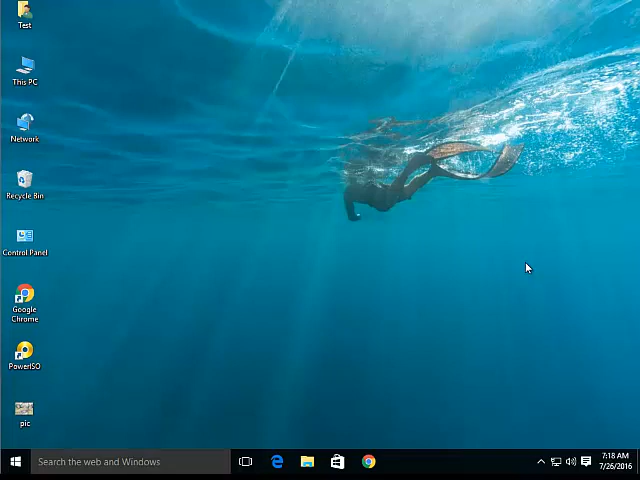 Test
This PC
Network
Recycle Bin
Control Panel
Google
Chrome
PowerISO
pic
Search the web and Windows
7:18 AM
7/26/2016